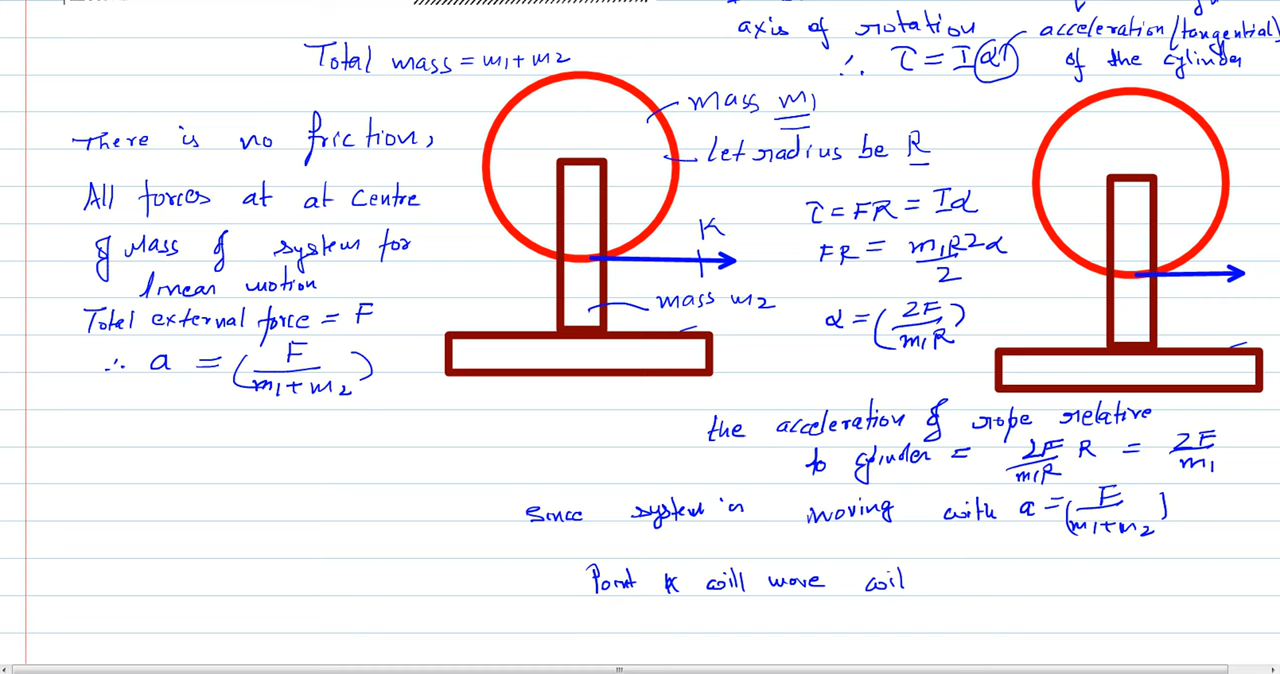 axis of rotation
acceleration/tangential)
∴ τ = Iα
of the cylinder
Total mass = m1 + m2
mass m1
Let radius be R
There is no friction,
All forces at at centre
of Mass of system for
linear motion
Total external force = F
∴ a = (F/(m1+m2))
K
mass m2
τ = FR = Iα
FR = m1R2α/2
α = (2F/m1R)
the acceleration of rope relative
to cylinder = 2F/m1R R = 2F/m1
Since system is moving with a = (F/(m1+m2))
Point K will move wil